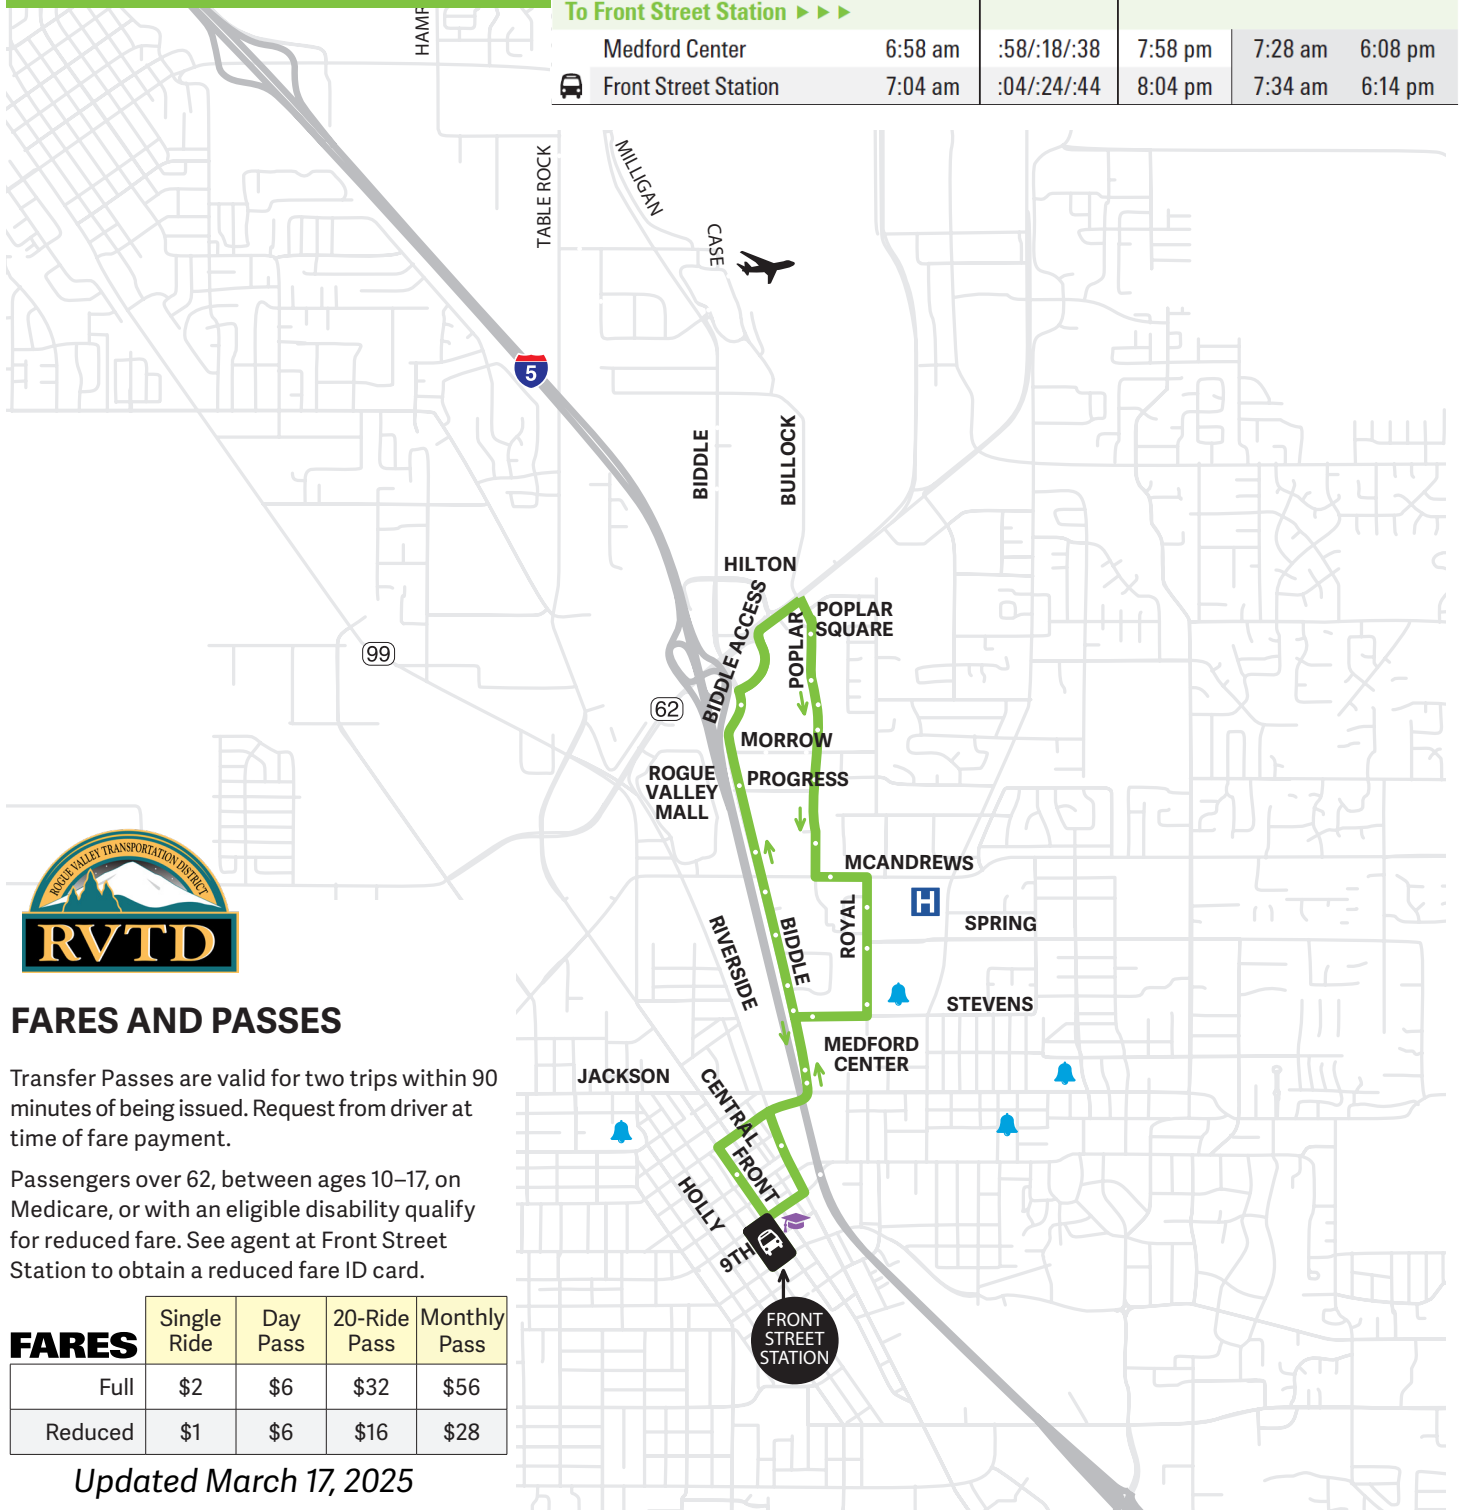 To Front Street Station ▶ ▶ ▶
Medford Center 6:58 am :58/:18/:38 7:58 pm 7:28 am 6:08 pm
Front Street Station 7:04 am :04/:24/:44 8:04 pm 7:34 am 6:14 pm
TABLE ROCK
MILLIGAN
CASE
5
BIDDLE
BULLOCK
HILTON
BIDDLE ACCESS
POPLAR
POPLAR
SQUARE
99
62
MORROW
ROGUE
VALLEY
MALL
PROGRESS
MCANDREWS
H
ROYAL
SPRING
RIVERSIDE
BIDDLE
STEVENS
MEDFORD
CENTER
JACKSON
CENTRAL
FRONT
HOLLY
9TH
FRONT
STREET
STATION
ROGUE VALLEY TRANSPORTATION DISTRICT
RVTD
FARES AND PASSES
Transfer Passes are valid for two trips within 90
minutes of being issued. Request from driver at
time of fare payment.
Passengers over 62, between ages 10–17, on
Medicare, or with an eligible disability qualify
for reduced fare. See agent at Front Street
Station to obtain a reduced fare ID card.
FARES Single Ride Day Pass 20-Ride Pass Monthly Pass
Full $2 $6 $32 $56
Reduced $1 $6 $16 $28
Updated March 17, 2025